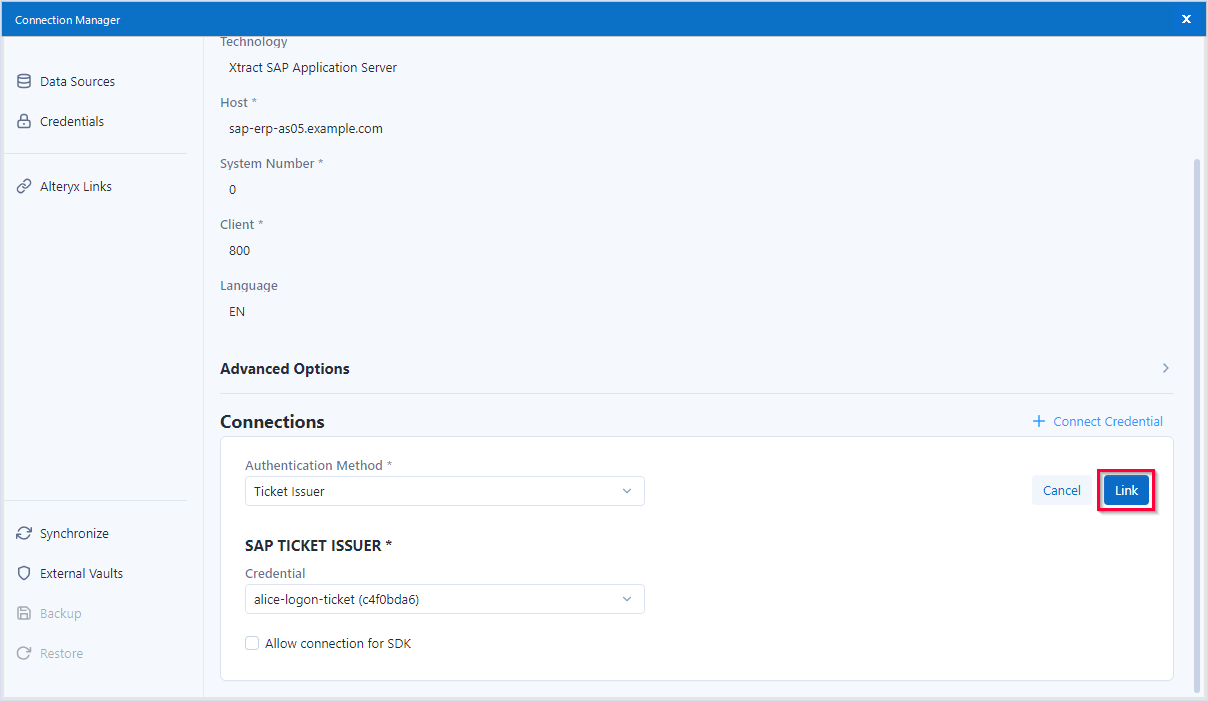 Connection Manager
Data Sources
Credentials
Alteryx Links
Synchronize
External Vaults
Backup
Restore
Technology
Xtract SAP Application Server
Host *
sap-erp-as05.example.com
System Number *
0
Client *
800
Language
EN
Advanced Options
Connections
Connect Credential
Authentication Method *
Ticket Issuer
Cancel
Link
SAP TICKET ISSUER *
Credential
alice-logon-ticket (c4f0bda6)
Allow connection for SDK